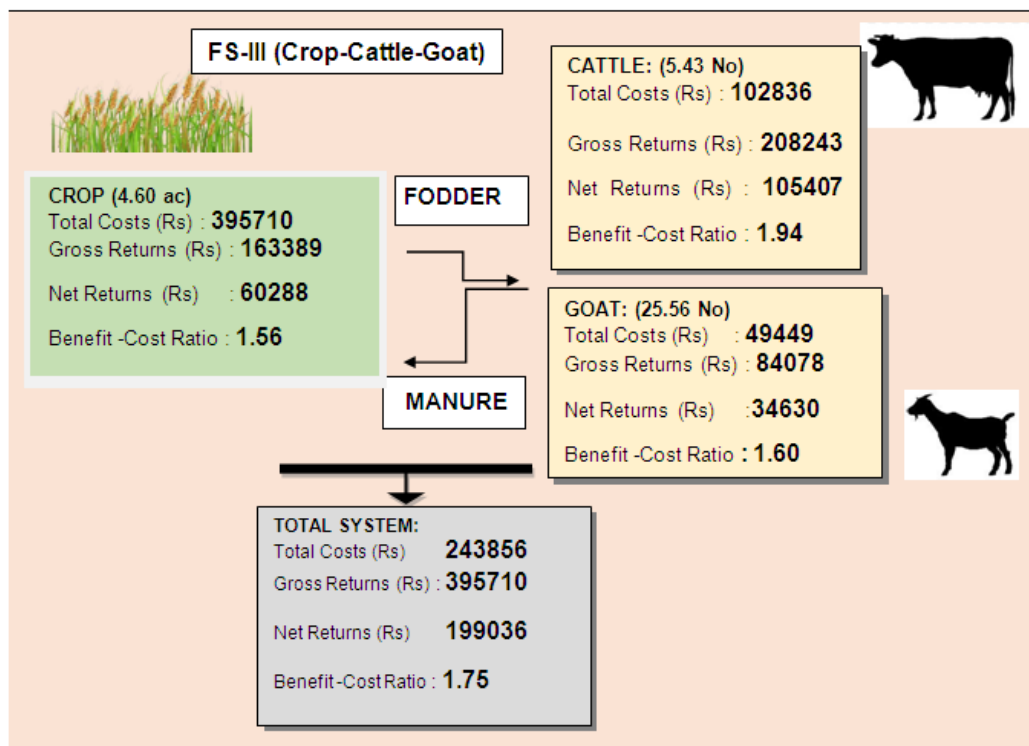 FS-III (Crop-Cattle-Goat)
CATTLE: (5.43 No)
Total Costs (Rs) : 102836
Gross Returns (Rs) : 208243
Net Returns (Rs) : 105407
Benefit -Cost Ratio : 1.94
CROP (4.60 ac)
Total Costs (Rs) : 395710
Gross Returns (Rs) : 163389
Net Returns (Rs) : 60288
Benefit -Cost Ratio : 1.56
FODDER
MANURE
GOAT: (25.56 No)
Total Costs (Rs) : 49449
Gross Returns (Rs) : 84078
Net Returns (Rs) :34630
Benefit -Cost Ratio : 1.60
TOTAL SYSTEM:
Total Costs (Rs) 243856
Gross Returns (Rs) : 395710
Net Returns (Rs) 199036
Benefit -Cost Ratio : 1.75